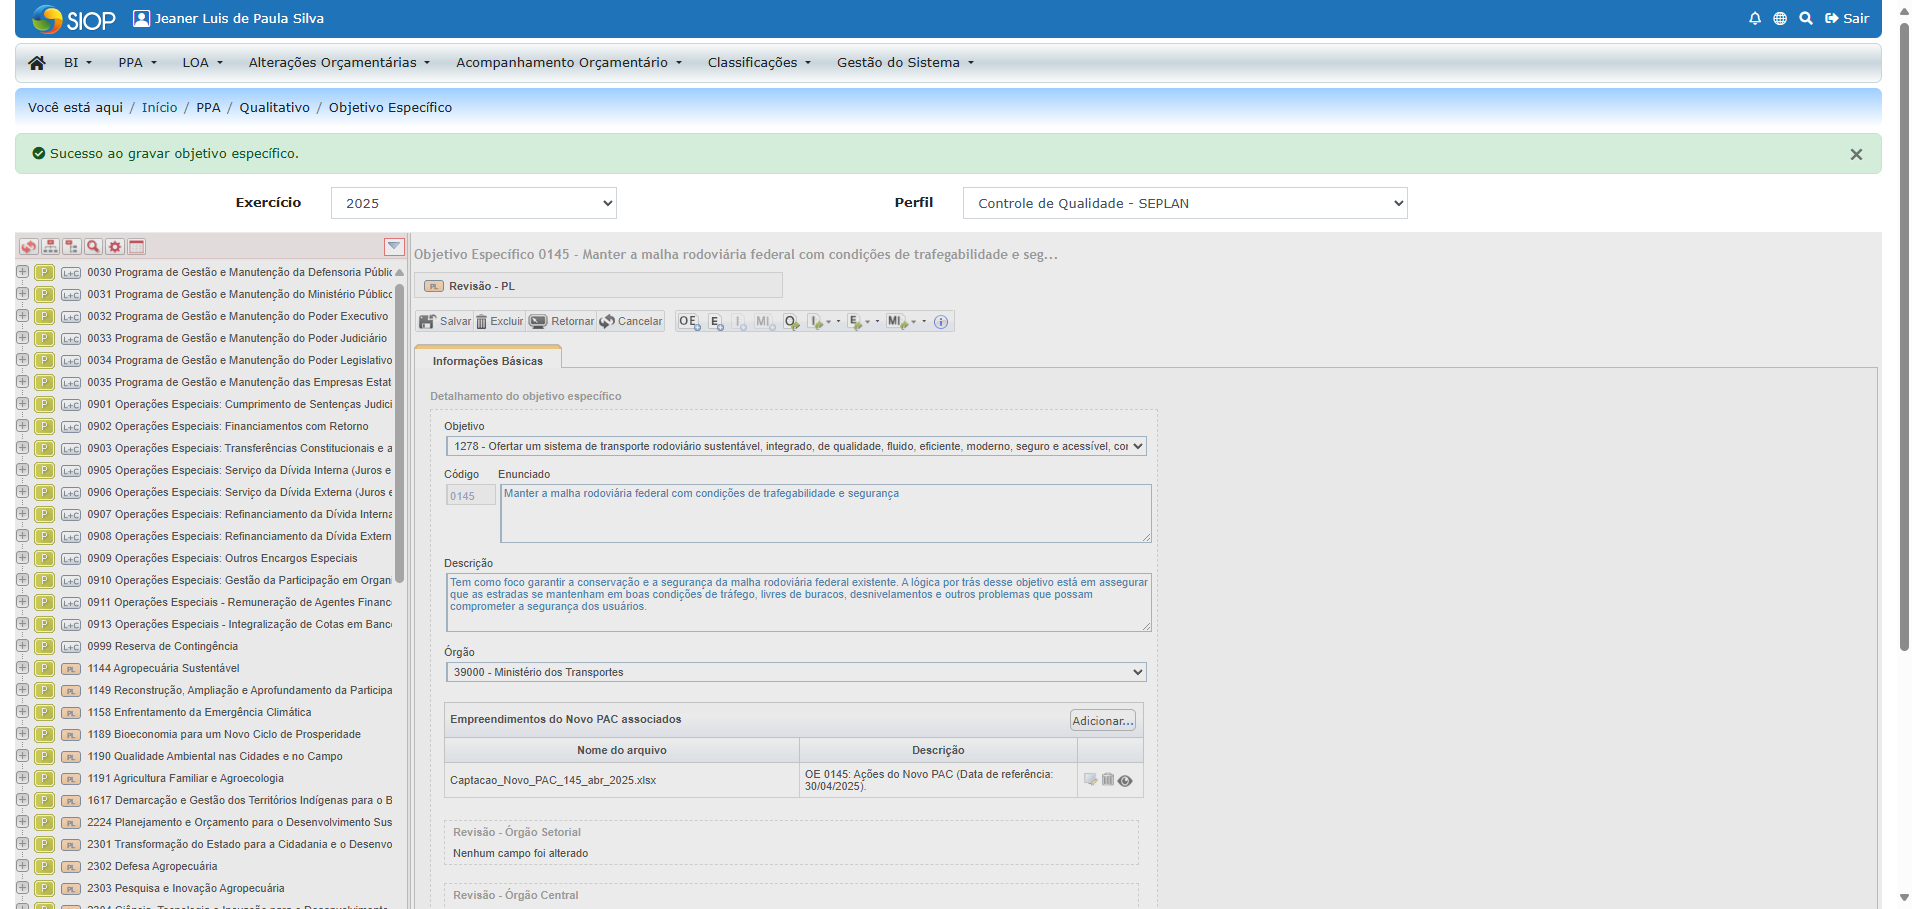 SIOP Jeaner Luis de Paula Silva Sair
BI PPA LOA Alterações Orçamentárias Acompanhamento Orçamentário Classificações Gestão do Sistema
Você está aqui / Início / PPA / Qualitativo / Objetivo Específico
Sucesso ao gravar objetivo específico.
Exercício 2025 Perfil Controle de Qualidade - SEPLAN
P L+C 0030 Programa de Gestão e Manutenção da Defensoria Públic
P L+C 0031 Programa de Gestão e Manutenção do Ministério Público
P L+C 0032 Programa de Gestão e Manutenção do Poder Executivo
P L+C 0033 Programa de Gestão e Manutenção do Poder Judiciário
P L+C 0034 Programa de Gestão e Manutenção do Poder Legislativo
P L+C 0035 Programa de Gestão e Manutenção das Empresas Estat
P L+C 0901 Operações Especiais: Cumprimento de Sentenças Judici
P L+C 0902 Operações Especiais: Financiamentos com Retorno
P L+C 0903 Operações Especiais: Transferências Constitucionais e a
P L+C 0905 Operações Especiais: Serviço da Dívida Interna (Juros e
P L+C 0906 Operações Especiais: Serviço da Dívida Externa (Juros e
P L+C 0907 Operações Especiais: Refinanciamento da Dívida Interna
P L+C 0908 Operações Especiais: Refinanciamento da Dívida Extern
P L+C 0909 Operações Especiais: Outros Encargos Especiais
P L+C 0910 Operações Especiais: Gestão da Participação em Organi
P L+C 0911 Operações Especiais - Remuneração de Agentes Financ
P L+C 0913 Operações Especiais - Integralização de Cotas em Banc
P L+C 0999 Reserva de Contingência
P PL 1144 Agropecuária Sustentável
P PL 1149 Reconstrução, Ampliação e Aprofundamento da Participa
P PL 1158 Enfrentamento da Emergência Climática
P PL 1189 Bioeconomia para um Novo Ciclo de Prosperidade
P PL 1190 Qualidade Ambiental nas Cidades e no Campo
P PL 1191 Agricultura Familiar e Agroecologia
P PL 1617 Demarcação e Gestão dos Territórios Indígenas para o B
P PL 2224 Planejamento e Orçamento para o Desenvolvimento Sus
P PL 2301 Transformação do Estado para a Cidadania e o Desenvo
P PL 2302 Defesa Agropecuária
P PL 2303 Pesquisa e Inovação Agropecuária
Objetivo Específico 0145 - Manter a malha rodoviária federal com condições de trafegabilidade e seg...
PL Revisão - PL
Salvar Excluir Retornar Cancelar OE E I MI O I E MI
Informações Básicas
Detalhamento do objetivo específico
Objetivo
1278 - Ofertar um sistema de transporte rodoviário sustentável, integrado, de qualidade, fluido, eficiente, moderno, seguro e acessível, cor
Código Enunciado
0145 Manter a malha rodoviária federal com condições de trafegabilidade e segurança
Descrição
Tem como foco garantir a conservação e a segurança da malha rodoviária federal existente. A lógica por trás desse objetivo está em assegurar
que as estradas se mantenham em boas condições de tráfego, livres de buracos, desnivelamentos e outros problemas que possam
comprometer a segurança dos usuários.
Órgão
39000 - Ministério dos Transportes
Empreendimentos do Novo PAC associados Adicionar...
Nome do arquivo Descrição
Captacao_Novo_PAC_145_abr_2025.xlsx OE 0145: Ações do Novo PAC (Data de referência:
30/04/2025).
Revisão - Órgão Setorial
Nenhum campo foi alterado
Revisão - Órgão Central